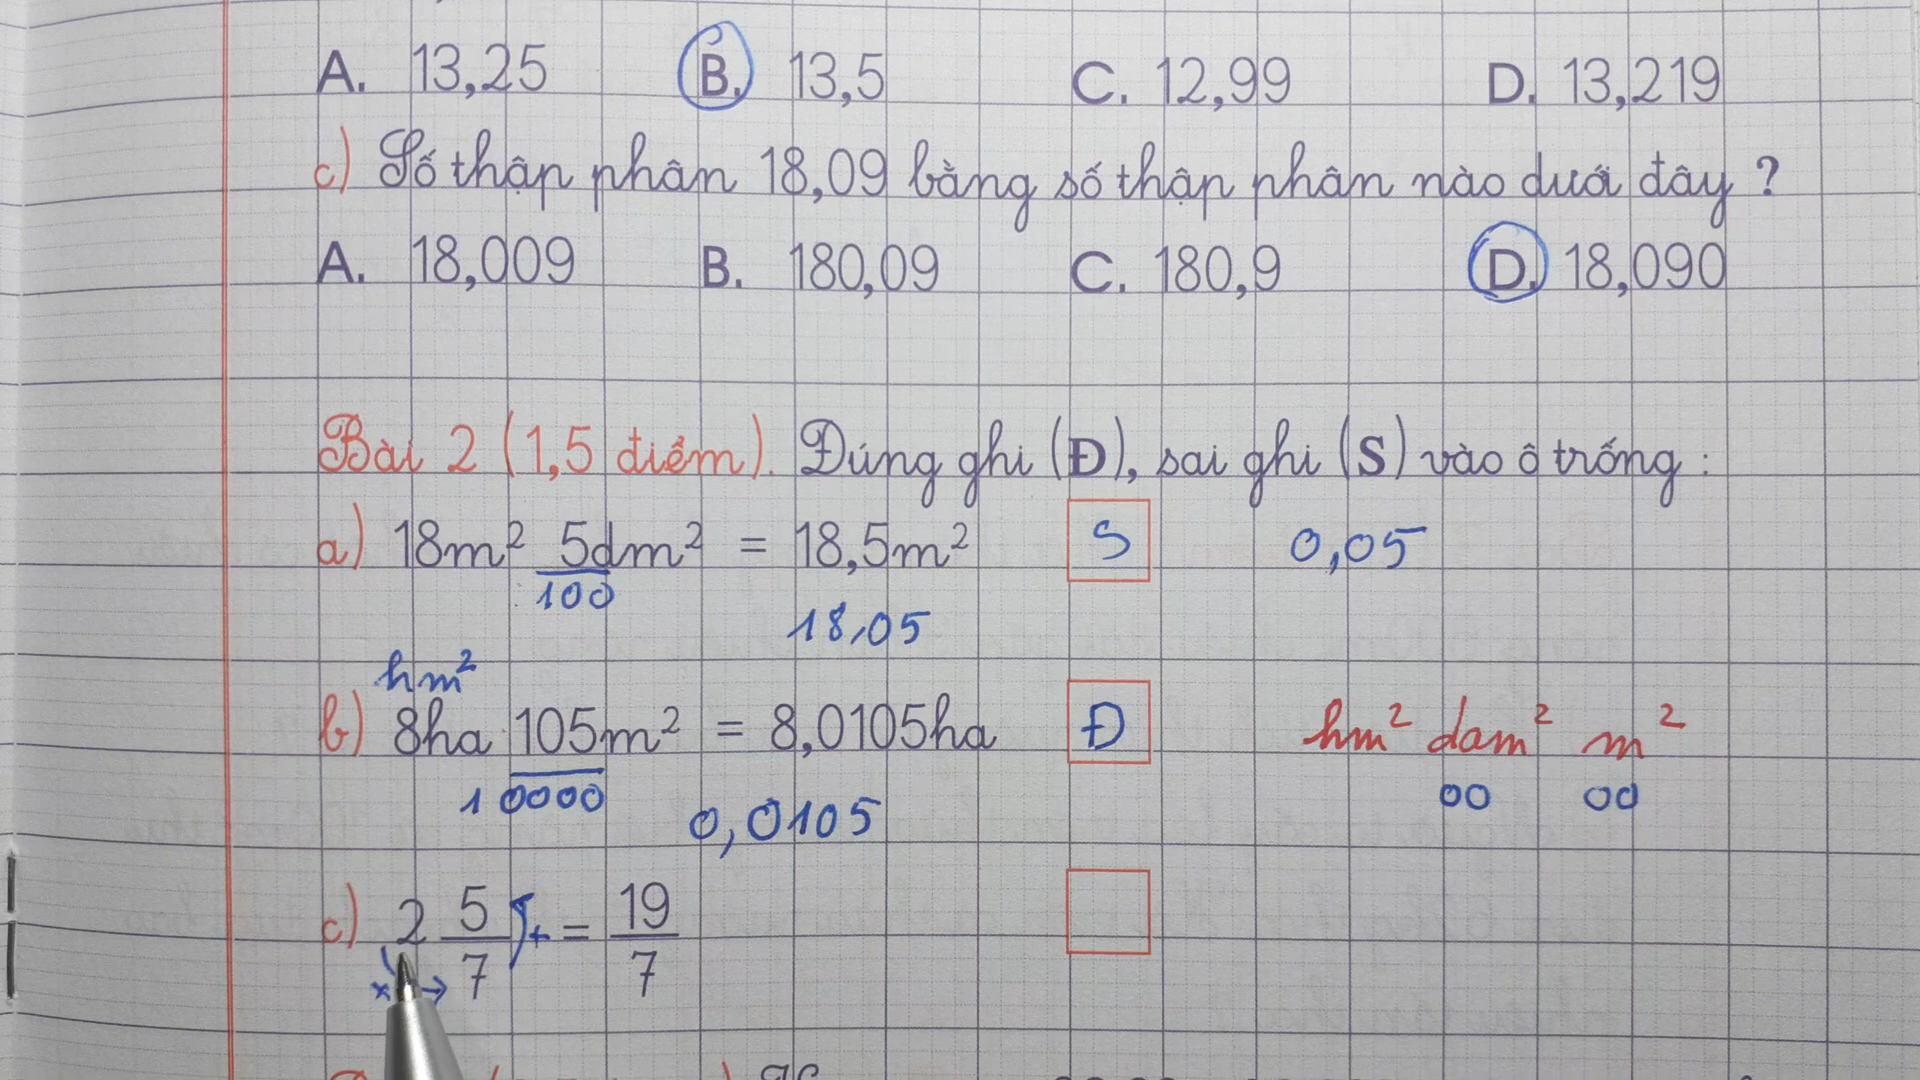 A. 13,25 B. 13,5 C. 12,99 D. 13,219
c) Số thập phân 18,09 bằng số thập phân nào dưới đây ?
A. 18,009 B. 180,09 C. 180,9 D. 18,090
Bài 2 (1,5 điểm). Đúng ghi (Đ), sai ghi (S) vào ô trống :
a) 18m² 5dm² = 18,5m² S 0,05
100
18,05
hm²
b) 8ha 105m² = 8,0105ha Đ hm² dam² m²
10000 0,0105 00 00
c) 2 5/7 + = 19/7
× →